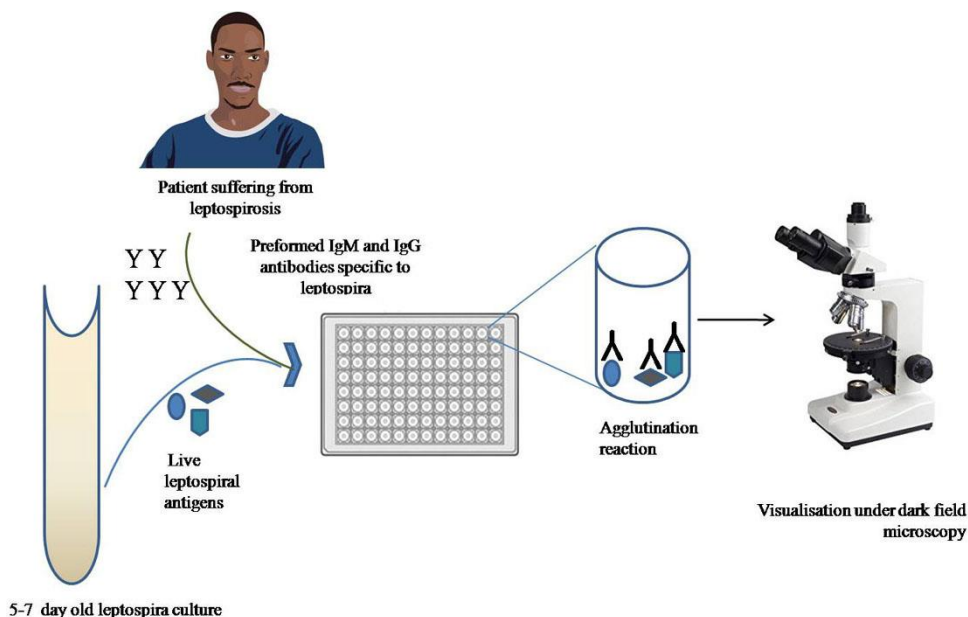 Patient suffering from
leptospirosis
Y Y
Y Y Y
Preformed IgM and IgG
antibodies specific to
leptospira
Live
leptospiral
antigens
Agglutination
reaction
Visualisation under dark field
microscopy
5-7 day old leptospira culture